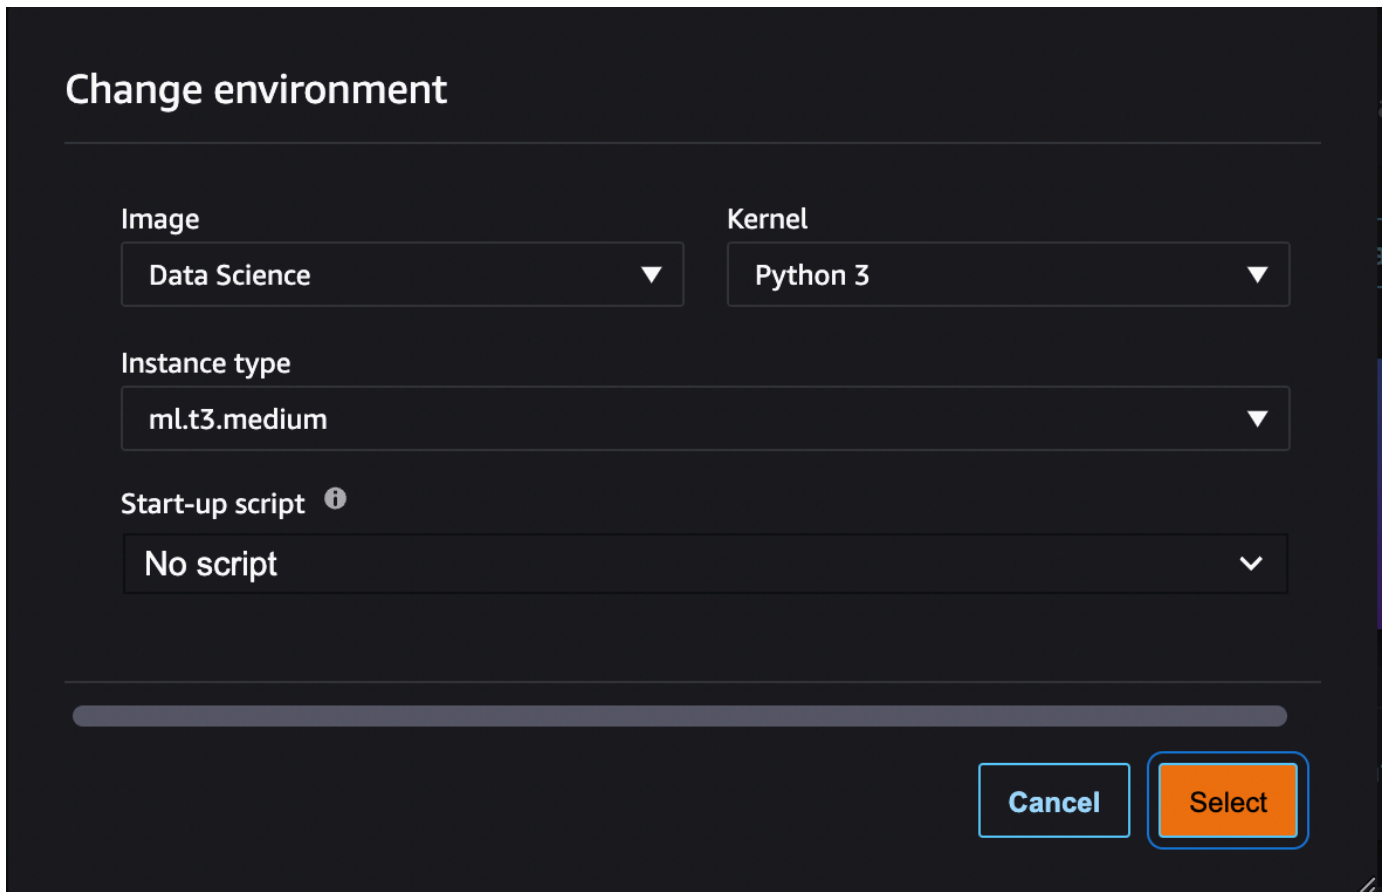 Change environment
Image
Kernel
Data Science
Python 3
Instance type
ml.t3.medium
Start-up script
No script
Cancel
Select